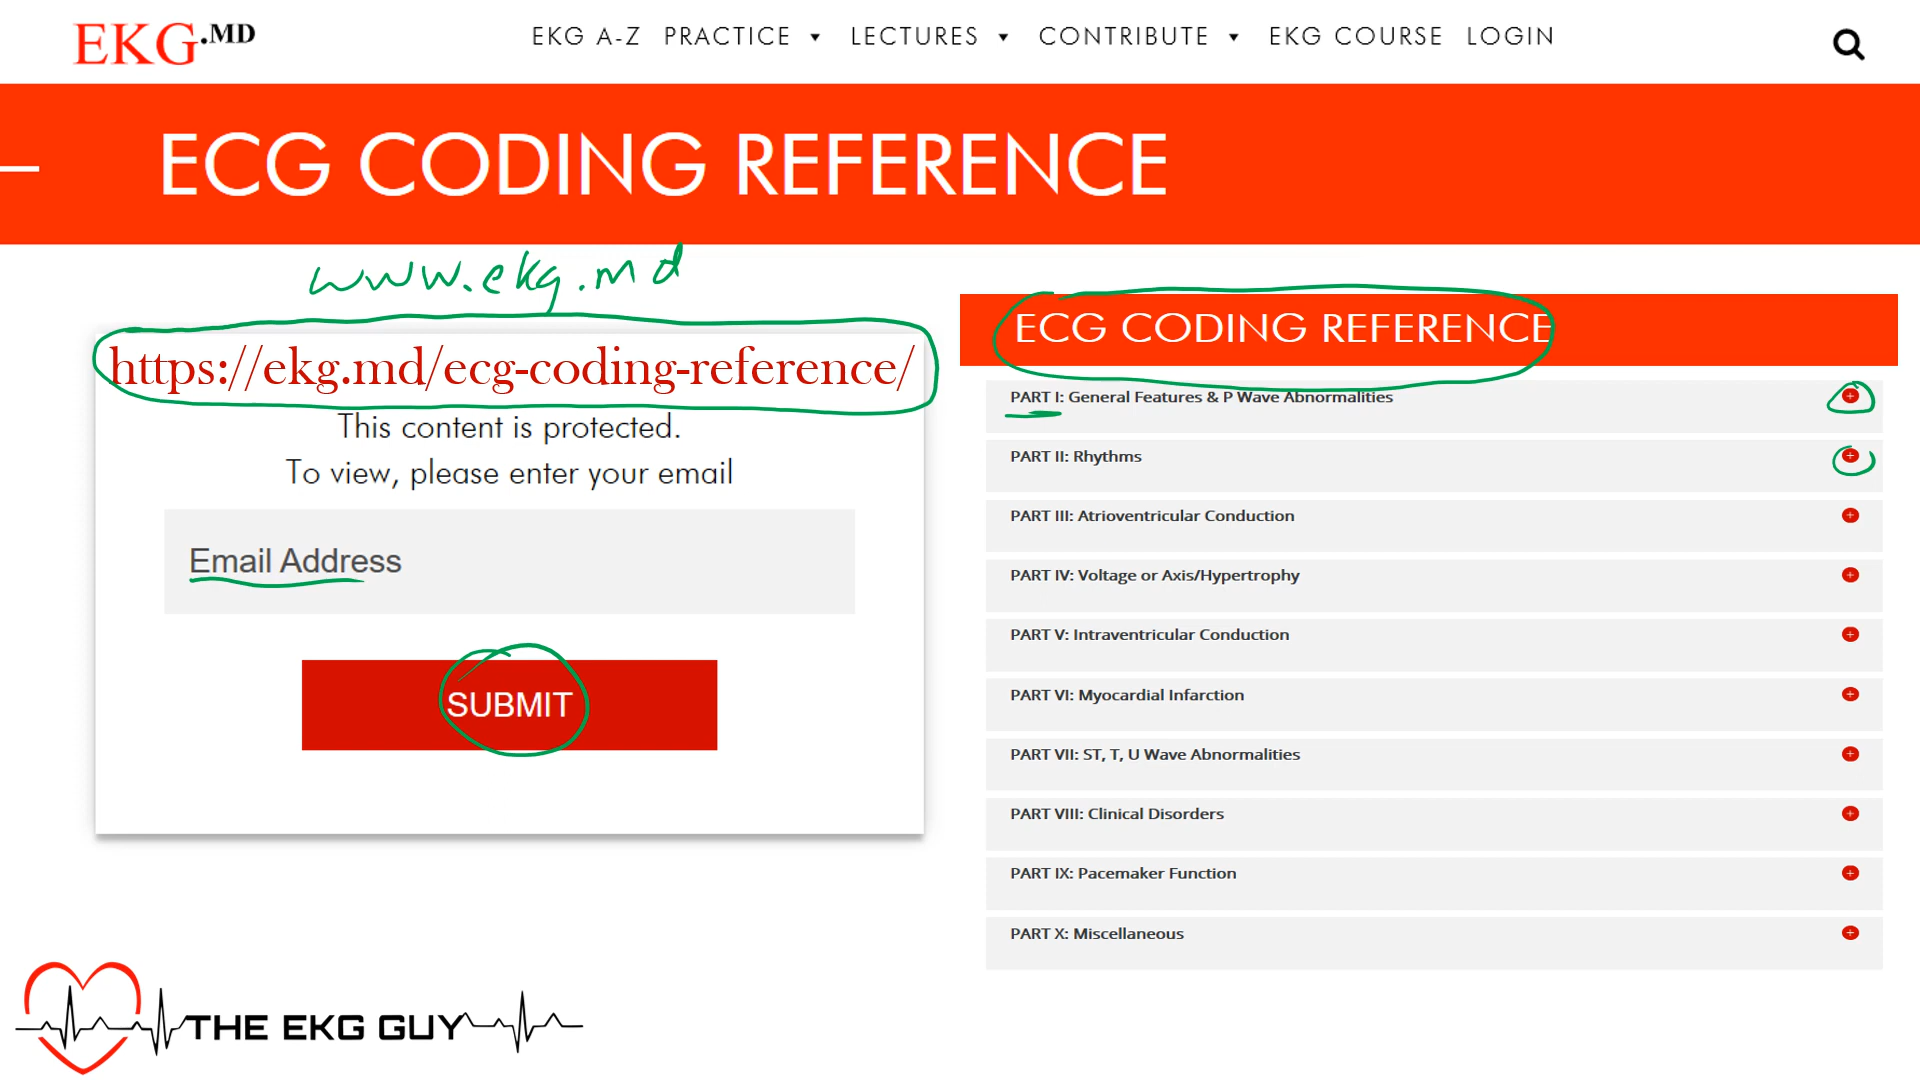 EKG.MD
EKG A-Z PRACTICE LECTURES CONTRIBUTE EKG COURSE LOGIN
ECG CODING REFERENCE
www.ekg.md
https://ekg.md/ecg-coding-reference/
This content is protected.
To view, please enter your email
Email Address
SUBMIT
ECG CODING REFERENCE
PART I: General Features & P Wave Abnormalities
PART II: Rhythms
PART III: Atrioventricular Conduction
PART IV: Voltage or Axis/Hypertrophy
PART V: Intraventricular Conduction
PART VI: Myocardial Infarction
PART VII: ST, T, U Wave Abnormalities
PART VIII: Clinical Disorders
PART IX: Pacemaker Function
PART X: Miscellaneous
THE EKG GUY